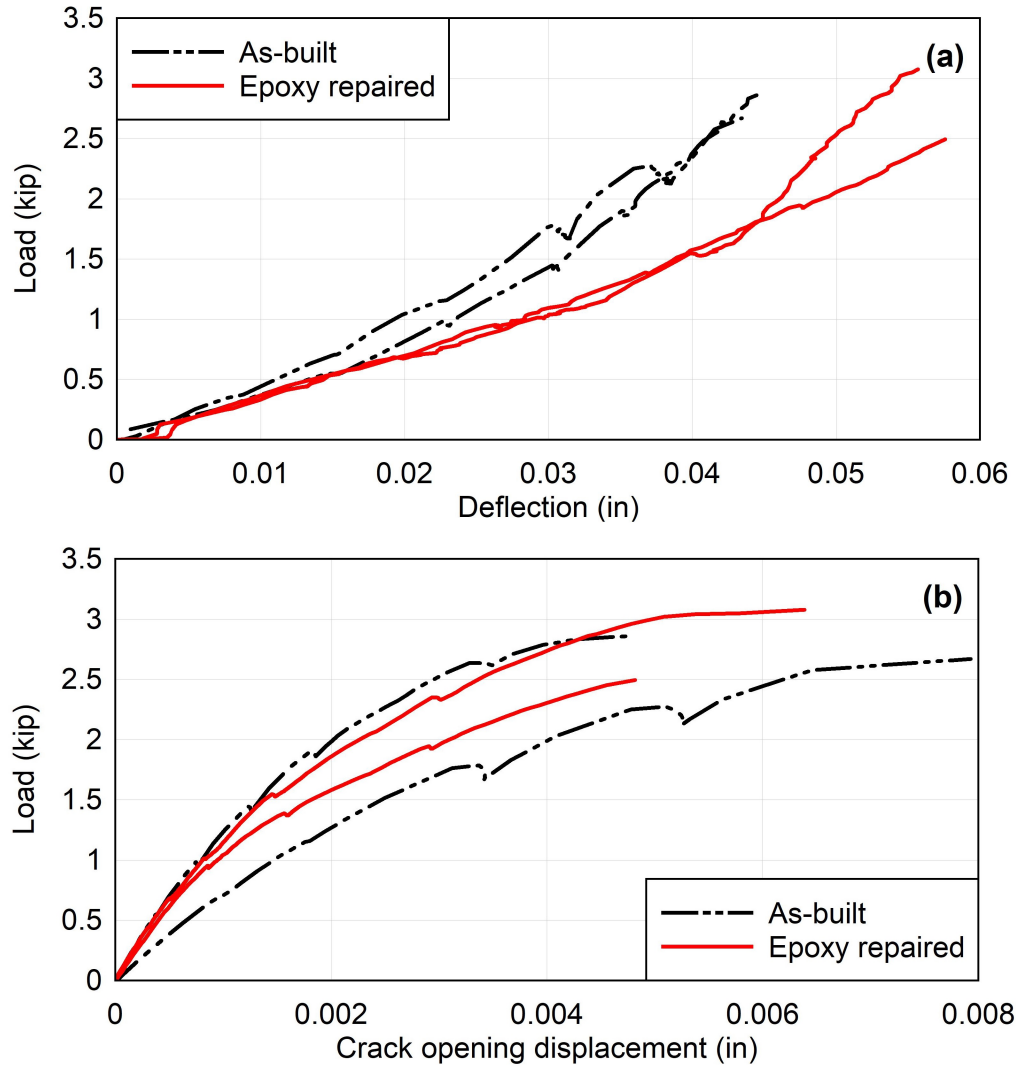 3.5
As-built
Epoxy repaired
(a)
3
2.5
2
1.5
1
0.5
0
Load (kip)
0 0.01 0.02 0.03 0.04 0.05 0.06
Deflection (in)
3.5
(b)
3
2.5
2
1.5
1
0.5
0
Load (kip)
As-built
Epoxy repaired
0 0.002 0.004 0.006 0.008
Crack opening displacement (in)